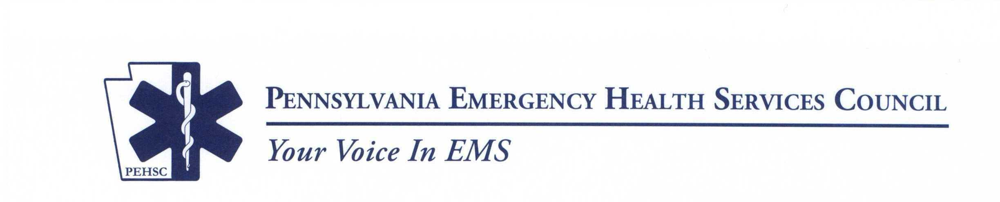 PENNSYLVANIA EMERGENCY HEALTH SERVICES COUNCIL
Your Voice In EMS
PEHSC